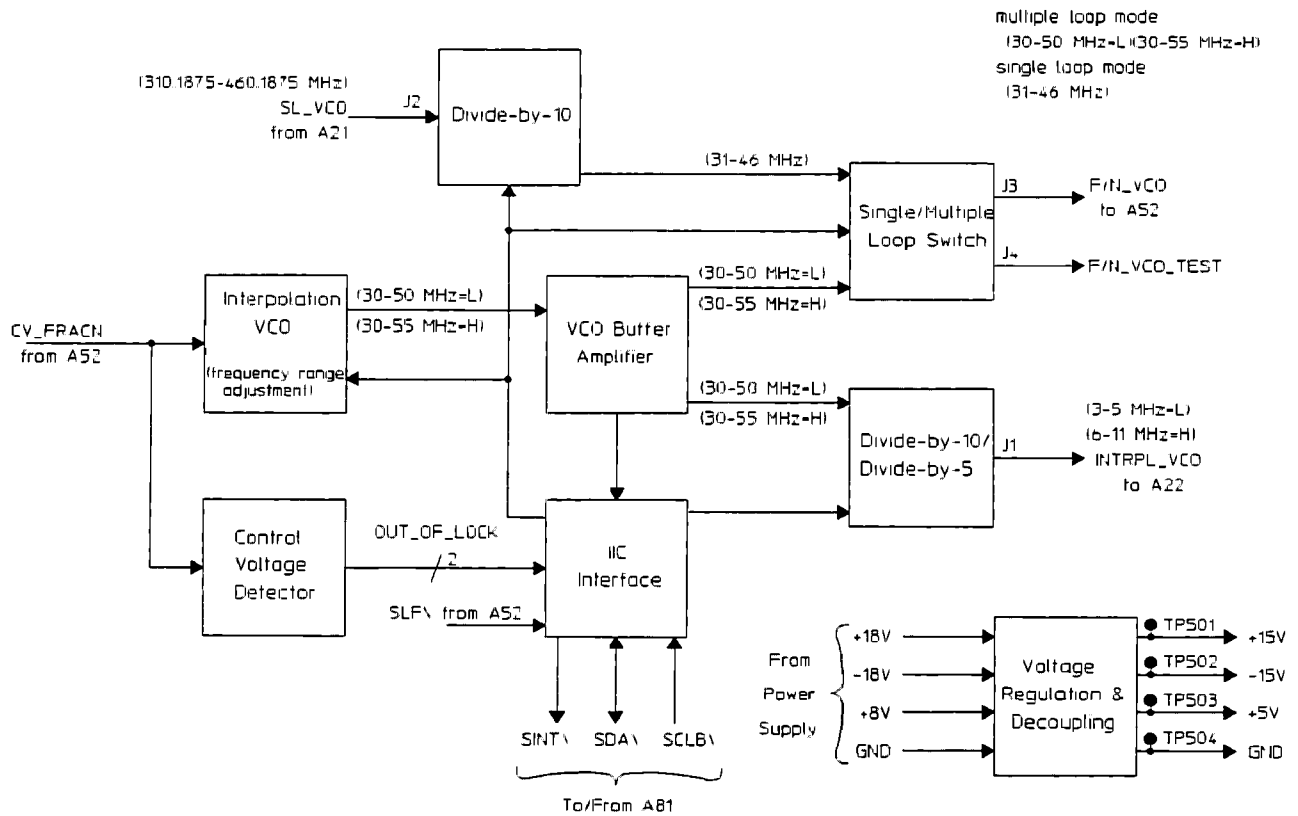 multiple loop mode
(30-50 MHz=L)(30-55 MHz=H)
single loop mode
(31-46 MHz)
(310.1875-460.1875 MHz)
SL_VCO
from A21
J2
Divide-by-10
(31-46 MHz)
Single/Multiple
Loop Switch
J3
F/N_VCO
to A52
J4
F/N_VCO_TEST
CV_FRACN
from A52
Interpolation
VCO
(frequency range
adjustment)
(30-50 MHz=L)
(30-55 MHz=H)
VCO Buffer
Amplifier
(30-50 MHz=L)
(30-55 MHz=H)
(30-50 MHz=L)
(30-55 MHz=H)
Divide-by-10/
Divide-by-5
J1
(3-5 MHz=L)
(6-11 MHz=H)
INTRPL_VCO
to A22
Control
Voltage
Detector
OUT_OF_LOCK
2
SLF\ from A52
IIC
Interface
SINT\ SDA\ SCLB\
To/From A81
From
Power
Supply
+18V
-18V
+8V
GND
Voltage
Regulation &
Decoupling
TP501 +15V
TP502 -15V
TP503 +5V
TP504 GND